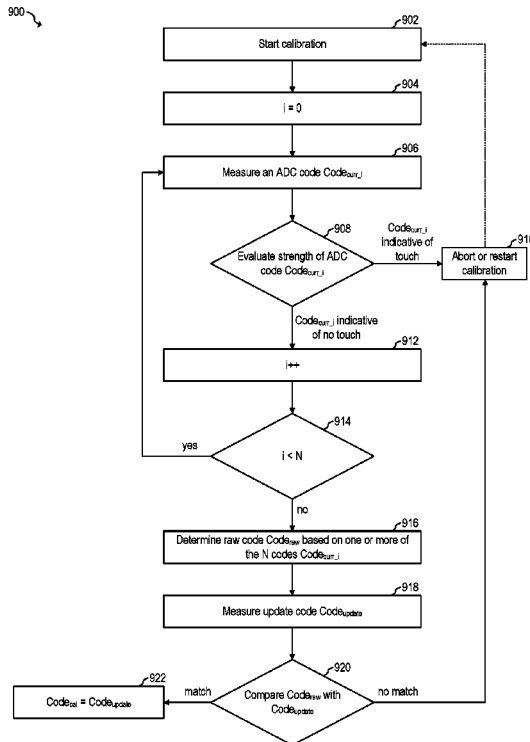 900
902
Start calibration
904
i = 0
906
Measure an ADC code Code_curr_i
908
Evaluate strength of ADC
code Code_curr_i
Code_curr_i
indicative of
touch
910
Abort or restart
calibration
Code_curr_i indicative
of no touch
912
i++
914
i < N
yes
no
916
Determine raw code Code_raw based on one or more of
the N codes Code_curr_i
918
Measure update code Code_update
920
Compare Code_raw with
Code_update
match
no match
922
Code_cal = Code_update